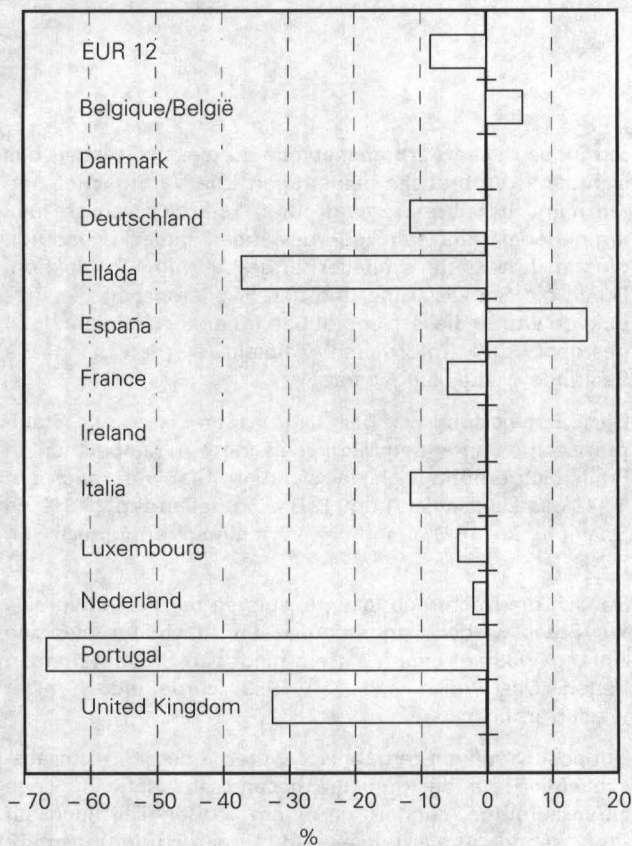 EUR 12
Belgique/België
Danmark
Deutschland
Elláda
España
France
Ireland
Italia
Luxembourg
Nederland
Portugal
United Kingdom
−70 −60 −50 −40 −30 −20 −10 0 10 20
%